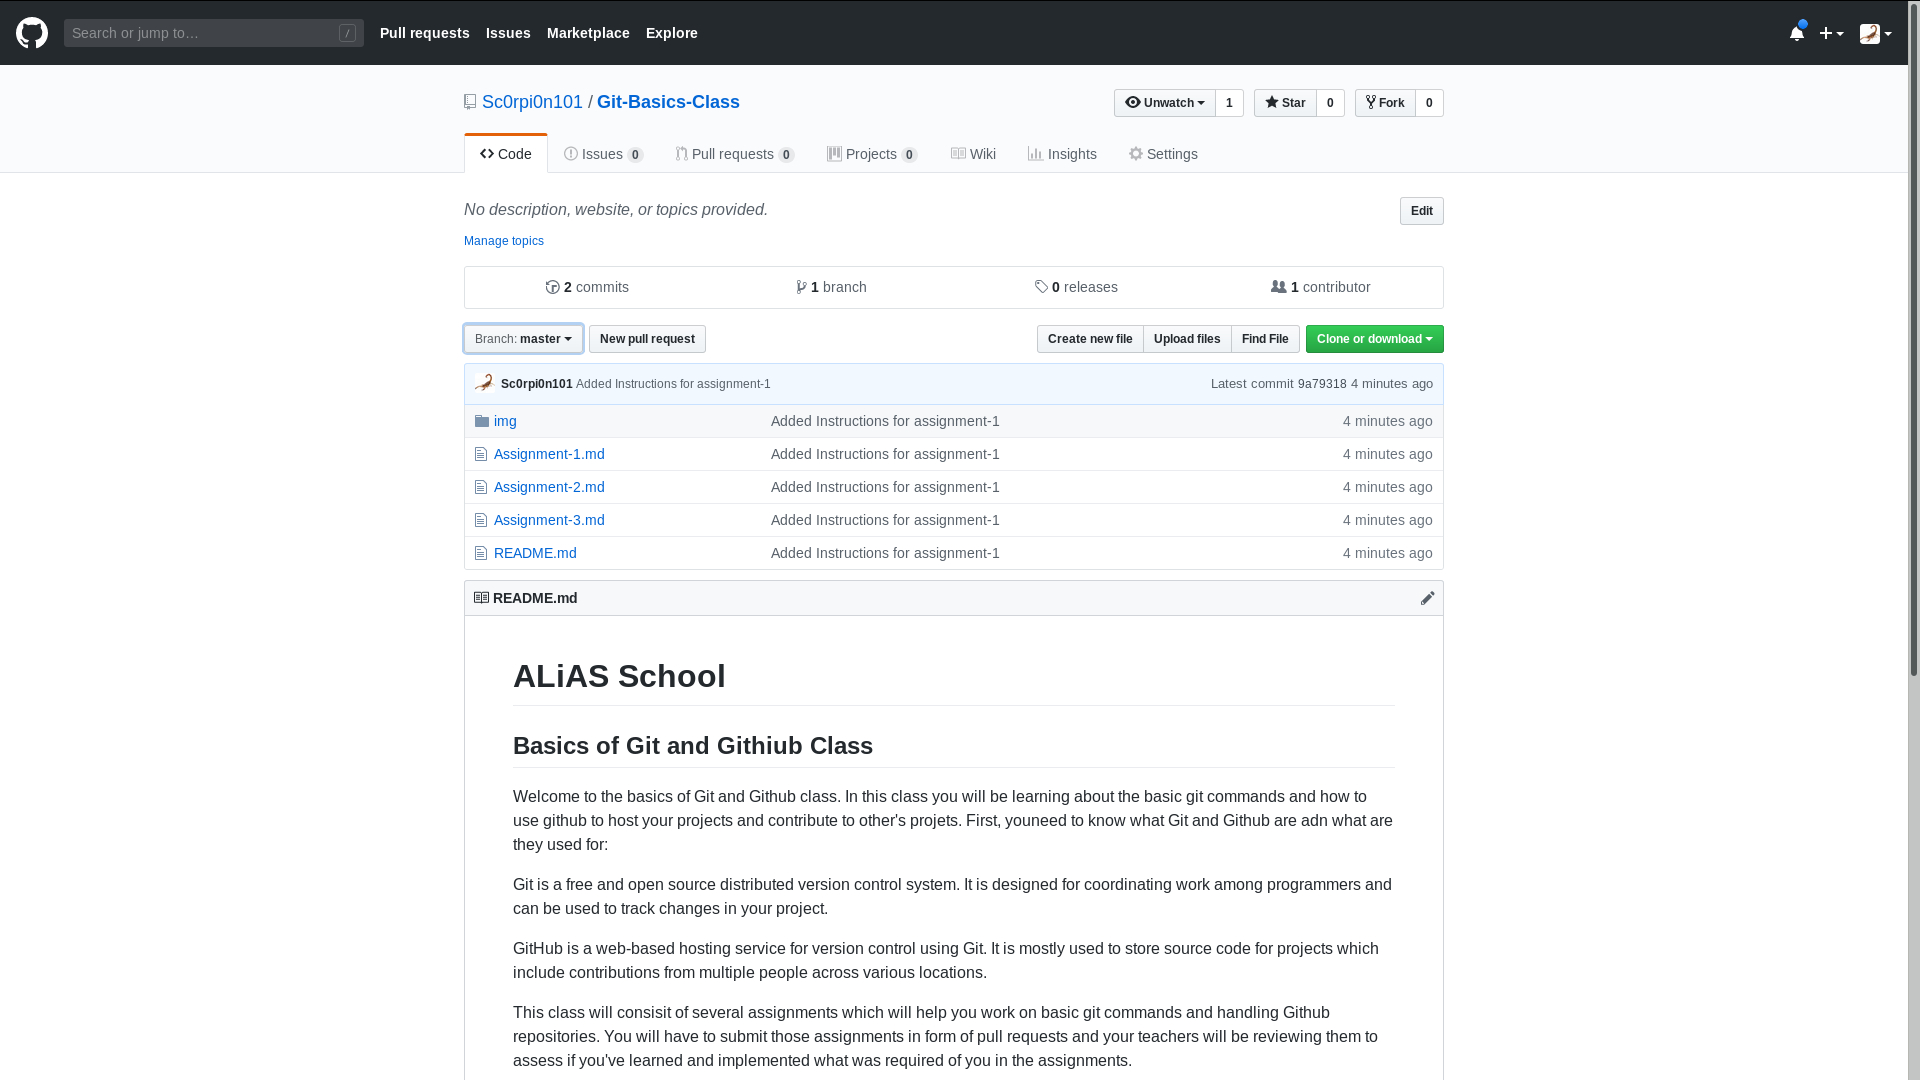 Search or jump to… /
Pull requests Issues Marketplace Explore
Sc0rpi0n101 / Git-Basics-Class
Unwatch 1 Star 0 Fork 0
Code Issues 0 Pull requests 0 Projects 0 Wiki Insights Settings
No description, website, or topics provided. Edit
Manage topics
2 commits 1 branch 0 releases 1 contributor
Branch: master New pull request Create new file Upload files Find File Clone or download
Sc0rpi0n101 Added Instructions for assignment-1 Latest commit 9a79318 4 minutes ago
img Added Instructions for assignment-1 4 minutes ago
Assignment-1.md Added Instructions for assignment-1 4 minutes ago
Assignment-2.md Added Instructions for assignment-1 4 minutes ago
Assignment-3.md Added Instructions for assignment-1 4 minutes ago
README.md Added Instructions for assignment-1 4 minutes ago
README.md
ALiAS School
Basics of Git and Githiub Class
Welcome to the basics of Git and Github class. In this class you will be learning about the basic git commands and how to
use github to host your projects and contribute to other's projets. First, youneed to know what Git and Github are adn what are
they used for:
Git is a free and open source distributed version control system. It is designed for coordinating work among programmers and
can be used to track changes in your project.
GitHub is a web-based hosting service for version control using Git. It is mostly used to store source code for projects which
include contributions from multiple people across various locations.
This class will consisit of several assignments which will help you work on basic git commands and handling Github
repositories. You will have to submit those assignments in form of pull requests and your teachers will be reviewing them to
assess if you've learned and implemented what was required of you in the assignments.